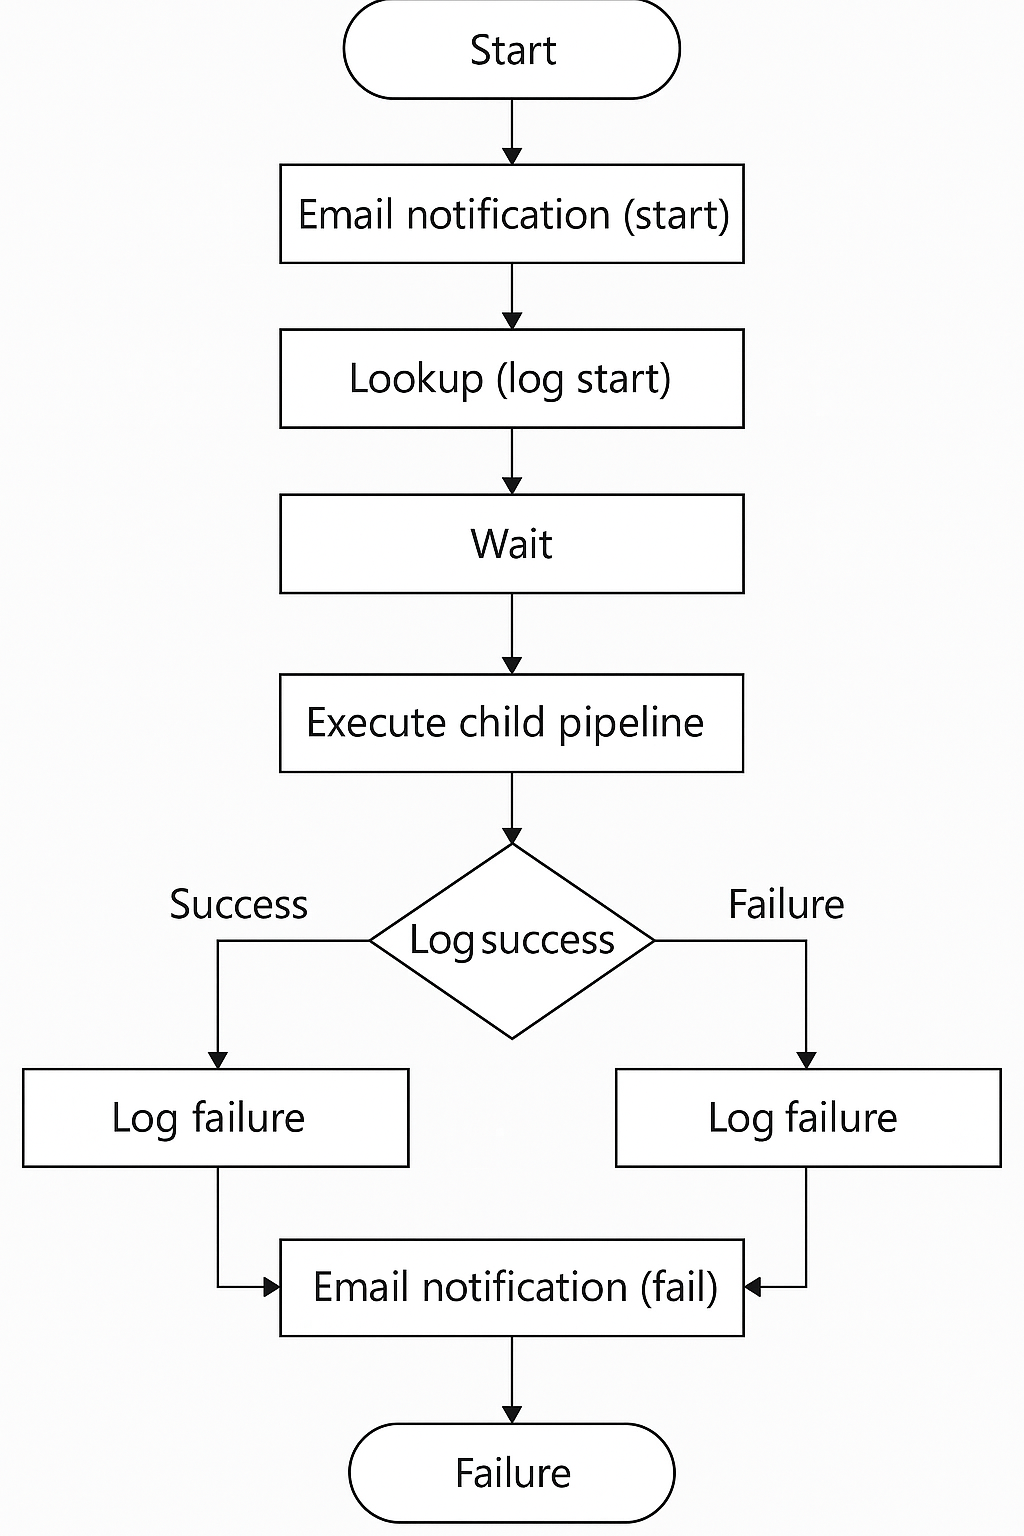 Start
Email notification (start)
Lookup (log start)
Wait
Execute child pipeline
Success
Failure
Log success
Log failure
Log failure
Email notification (fail)
Failure